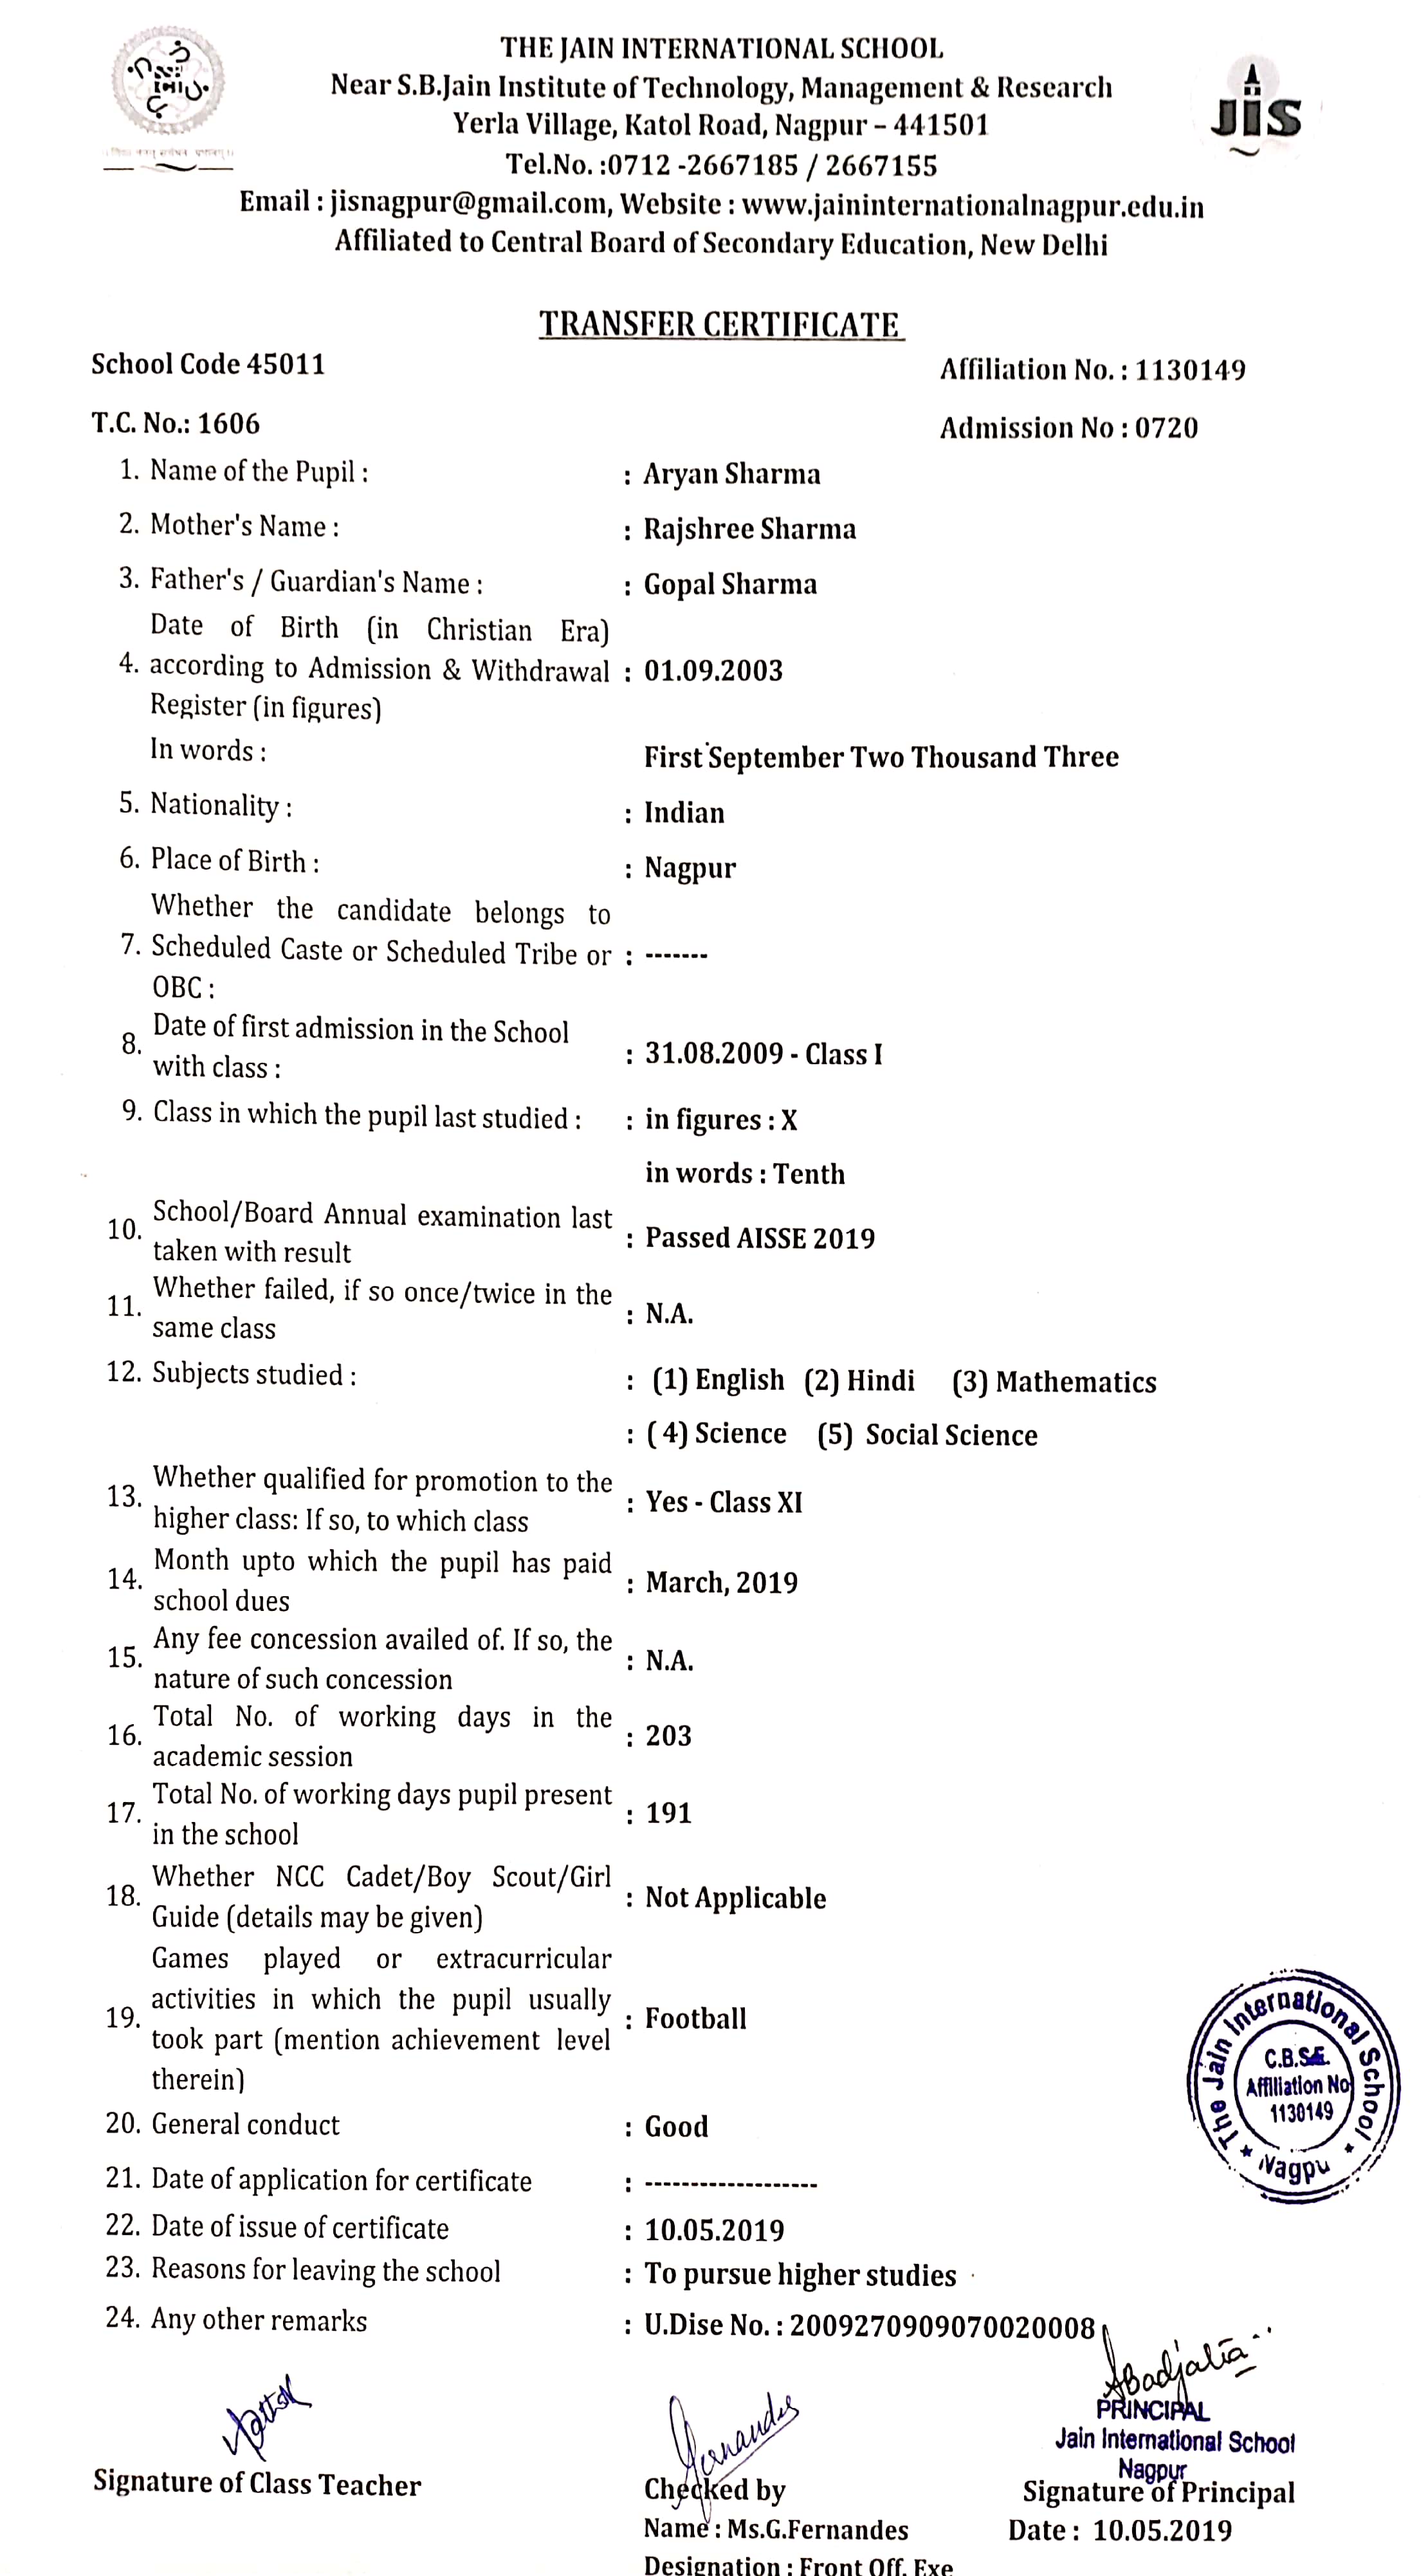 THE JAIN INTERNATIONAL SCHOOL
Near S.B.Jain Institute of Technology, Management & Research
Yerla Village, Katol Road, Nagpur – 441501
Tel.No. :0712 -2667185 / 2667155
Email : jisnagpur@gmail.com, Website : www.jaininternationalnagpur.edu.in
Affiliated to Central Board of Secondary Education, New Delhi
JIS
TRANSFER CERTIFICATE
School Code 45011 Affiliation No. : 1130149
T.C. No.: 1606 Admission No : 0720
1. Name of the Pupil : : Aryan Sharma
2. Mother's Name : : Rajshree Sharma
3. Father's / Guardian's Name : : Gopal Sharma
Date of Birth (in Christian Era)
4. according to Admission & Withdrawal : 01.09.2003
Register (in figures)
In words : First September Two Thousand Three
5. Nationality : : Indian
6. Place of Birth : : Nagpur
Whether the candidate belongs to
7. Scheduled Caste or Scheduled Tribe or : -------
OBC :
8. Date of first admission in the School
with class : : 31.08.2009 - Class I
9. Class in which the pupil last studied : : in figures : X
in words : Tenth
10. School/Board Annual examination last
taken with result : Passed AISSE 2019
11. Whether failed, if so once/twice in the
same class : N.A.
12. Subjects studied : : (1) English (2) Hindi (3) Mathematics
: ( 4) Science (5) Social Science
13. Whether qualified for promotion to the
higher class: If so, to which class : Yes - Class XI
14. Month upto which the pupil has paid
school dues : March, 2019
15. Any fee concession availed of. If so, the
nature of such concession : N.A.
16. Total No. of working days in the
academic session : 203
17. Total No. of working days pupil present
in the school : 191
18. Whether NCC Cadet/Boy Scout/Girl
Guide (details may be given) : Not Applicable
Games played or extracurricular
19. activities in which the pupil usually : Football
took part (mention achievement level
therein)
The Jain International School
C.B.S.E.
Affiliation No
1130149
Nagpu
20. General conduct : Good
21. Date of application for certificate : -------------------
22. Date of issue of certificate : 10.05.2019
23. Reasons for leaving the school : To pursue higher studies
24. Any other remarks : U.Dise No. : 2009270909070020008
PRINCIPAL
Jain International School
Nagpur
Fernandes
Signature of Class Teacher Checked by Signature of Principal
Name : Ms.G.Fernandes Date : 10.05.2019
Designation : Front Off. Exe